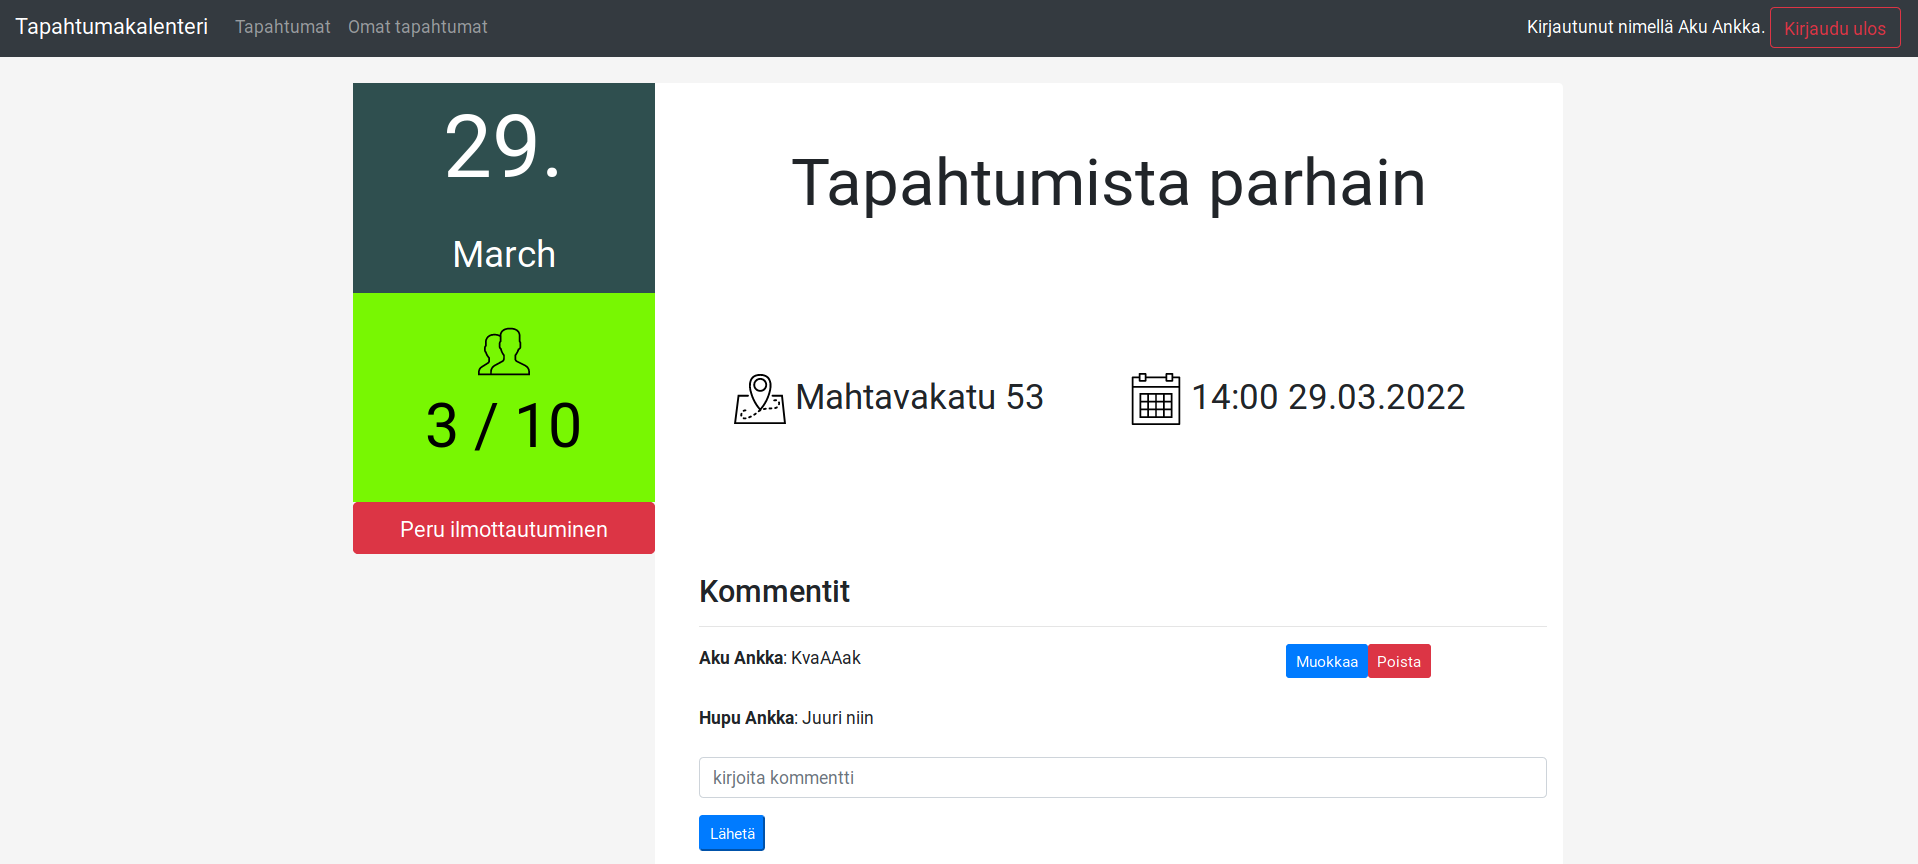 Tapahtumakalenteri Tapahtumat Omat tapahtumat Kirjautunut nimellä Aku Ankka. Kirjaudu ulos
29.
March
3 / 10
Peru ilmottautuminen
Tapahtumista parhain
Mahtavakatu 53 14:00 29.03.2022
Kommentit
Aku Ankka: KvaAAak Muokkaa Poista
Hupu Ankka: Juuri niin
kirjoita kommentti
Lähetä